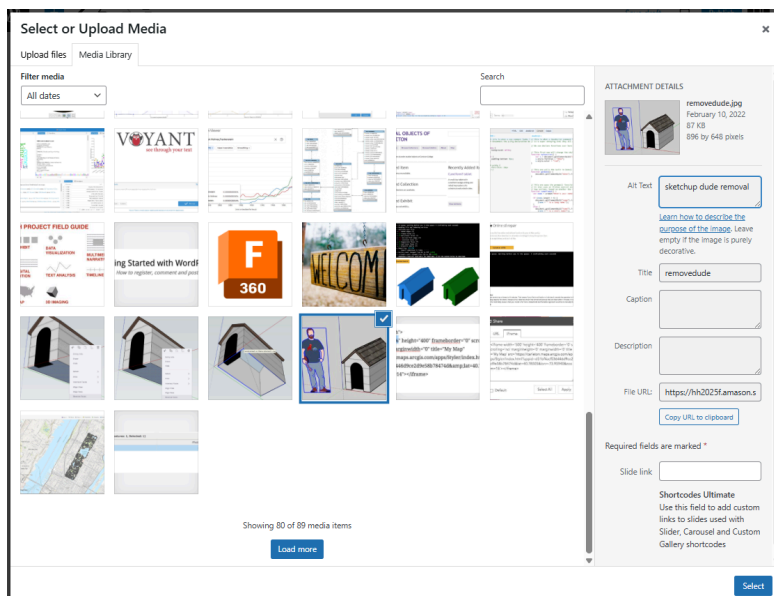 Select or Upload Media
Upload files
Media Library
Filter media
All dates
Search
VOYANT
see through your text
AL OBJECTS OF
I PROJECT FIELD GUIDE
DATA
VISUALIZATION
TEXT ANALYSIS
3D IMAGING
TIMELINE
ing Started with WordP
How to register, comment and post
F
360
WELCOM
Showing 80 of 89 media items
Load more
ATTACHMENT DETAILS
removedude.jpg
February 10, 2022
87 KB
896 by 648 pixels
Alt Text
sketchup dude removal
Learn how to describe the
purpose of the image. Leave
empty if the image is purely
decorative.
Title
removedude
Caption
Description
File URL:
https://hh2025f.amason.s
Copy URL to clipboard
Required fields are marked *
Slide link
Shortcodes Ultimate
Use this field to add custom
links to slides used with
Slider, Carousel and Custom
Gallery shortcodes
Select